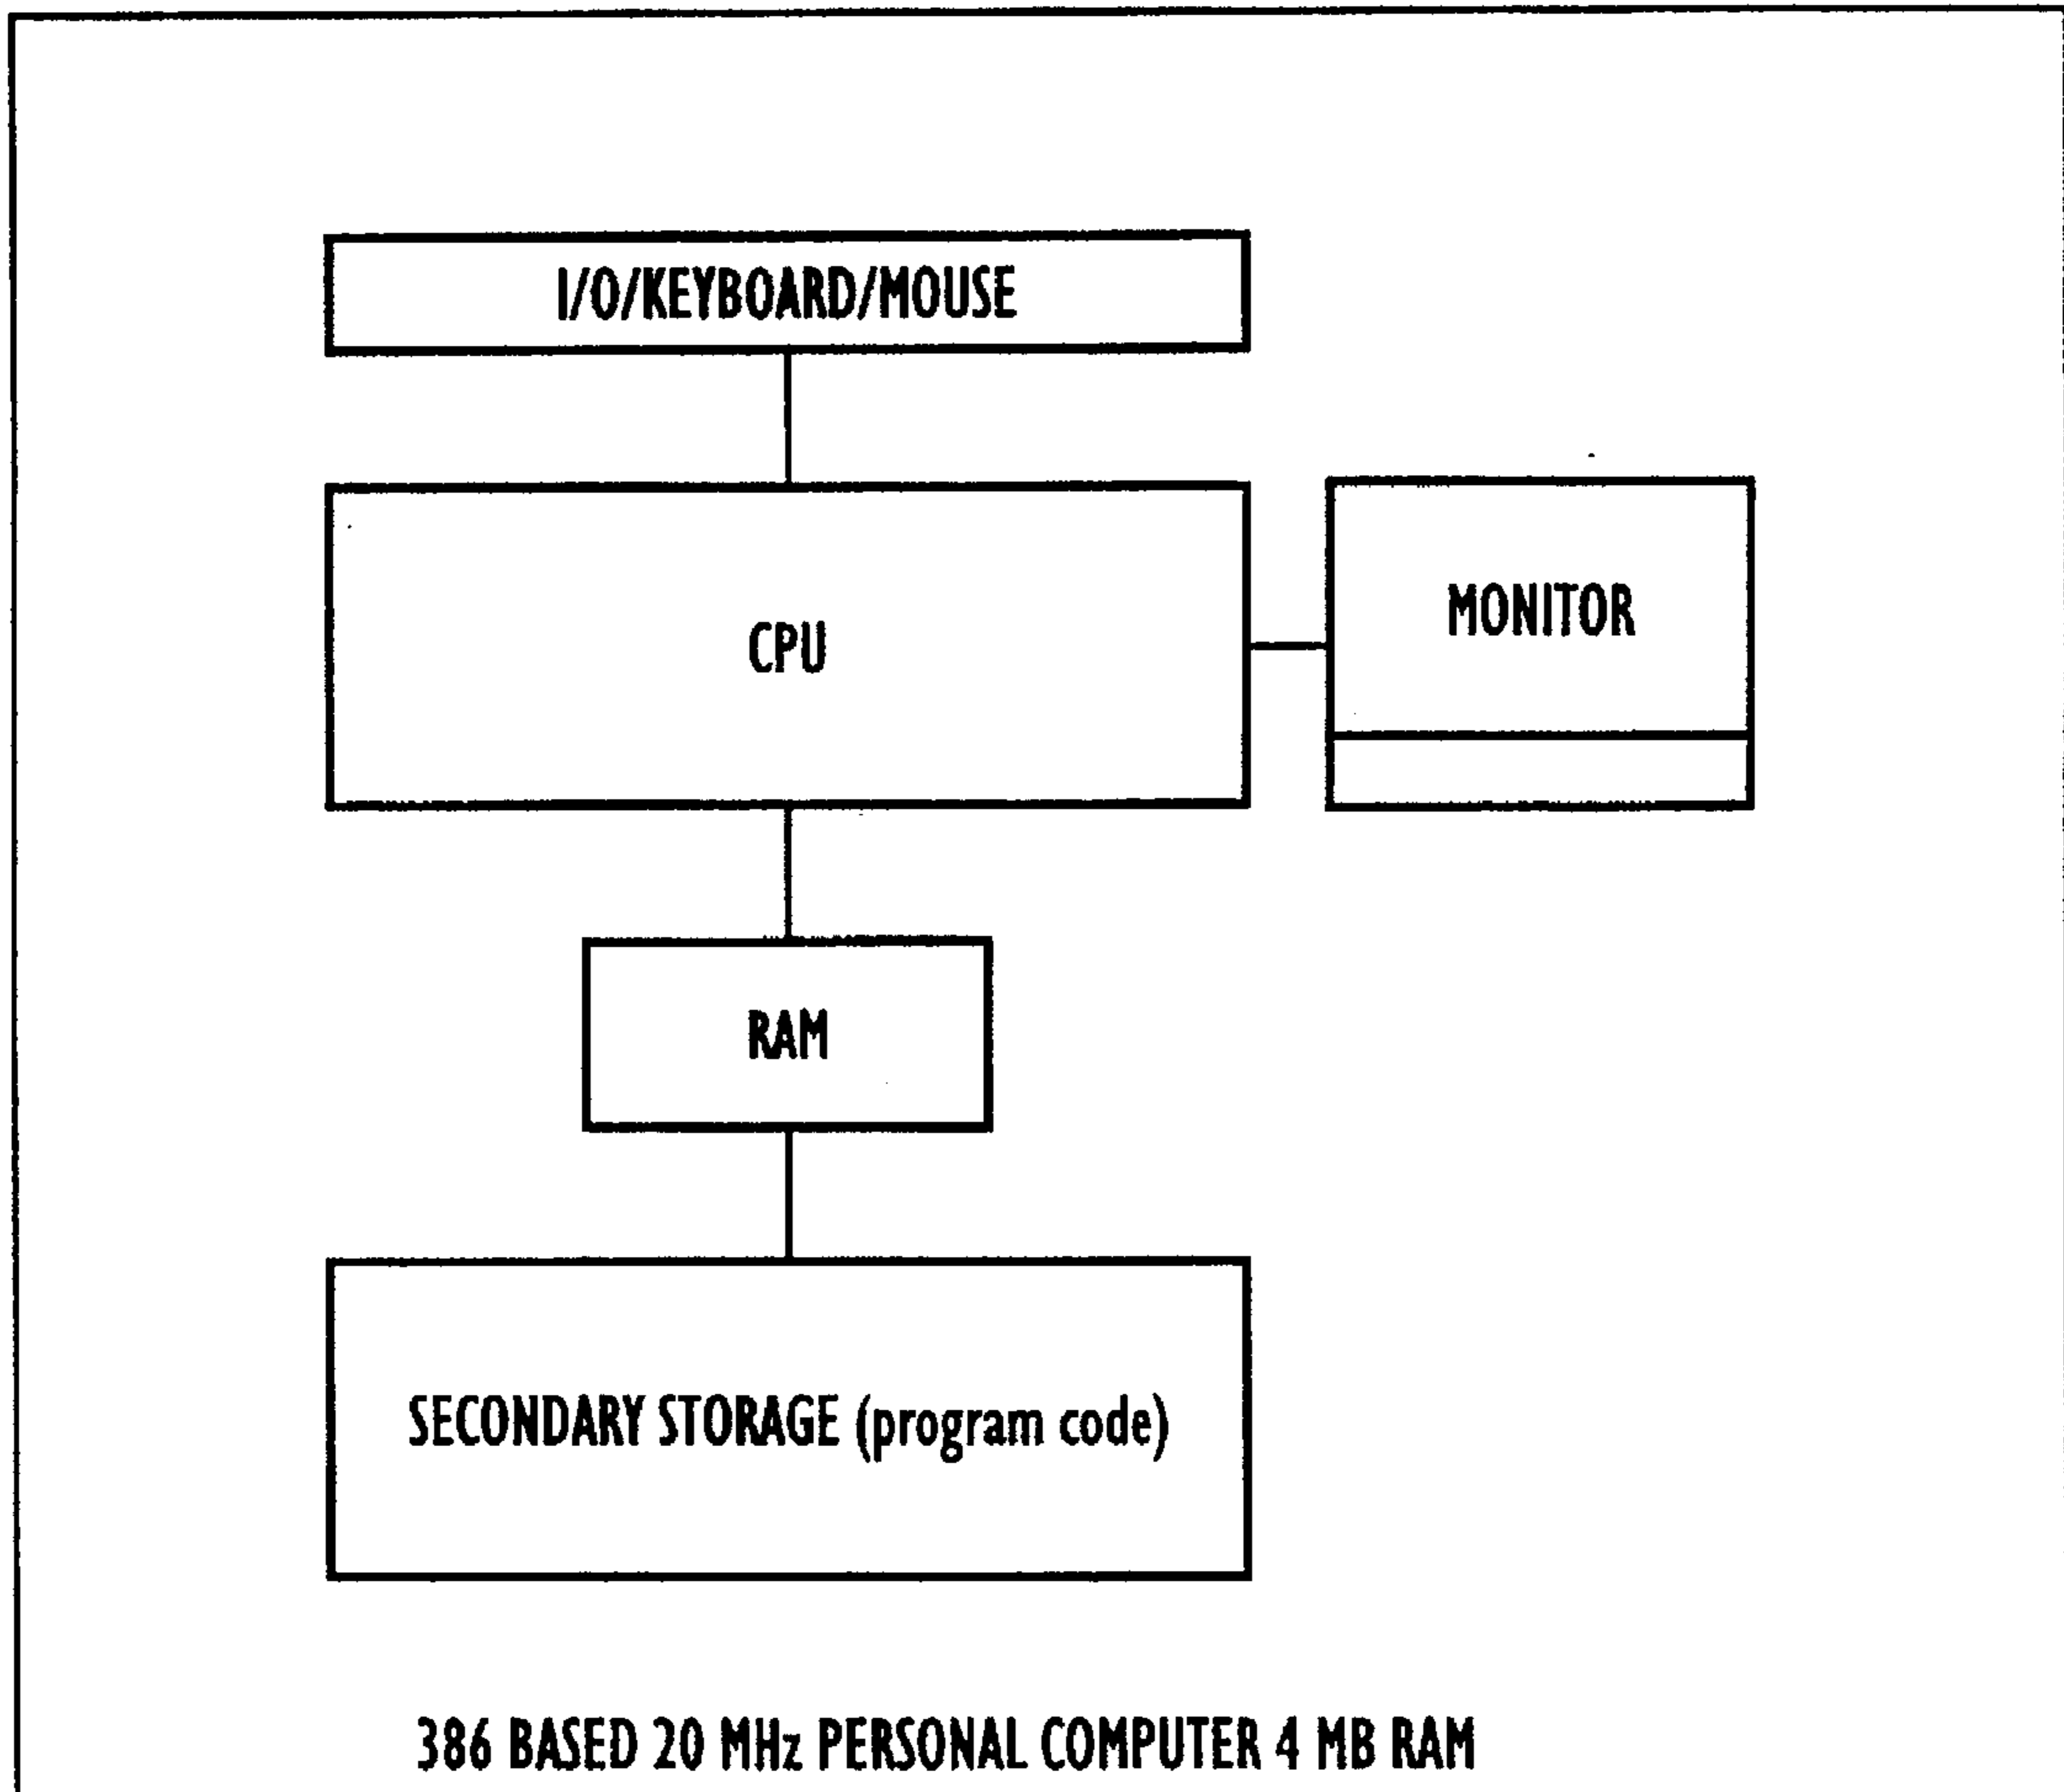 I/O/KEYBOARD/MOUSE
CPU
MONITOR
RAM
SECONDARY STORAGE (program code)
386 BASED 20 MHz PERSONAL COMPUTER 4 MB RAM